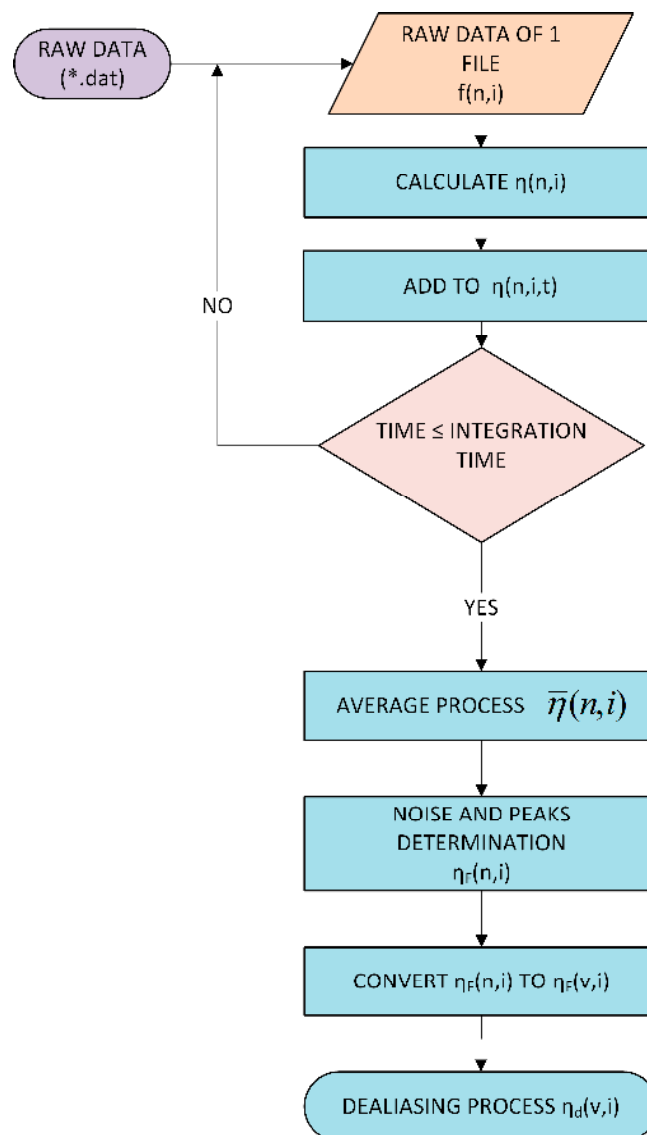 RAW DATA
(*.dat)
RAW DATA OF 1
FILE
f(n,i)
CALCULATE η(n,i)
ADD TO η(n,i,t)
NO
TIME ≤ INTEGRATION
TIME
YES
AVERAGE PROCESS η̅(n,i)
NOISE AND PEAKS
DETERMINATION
ηF(n,i)
CONVERT ηF(n,i) TO ηF(v,i)
DEALIASING PROCESS ηd(v,i)